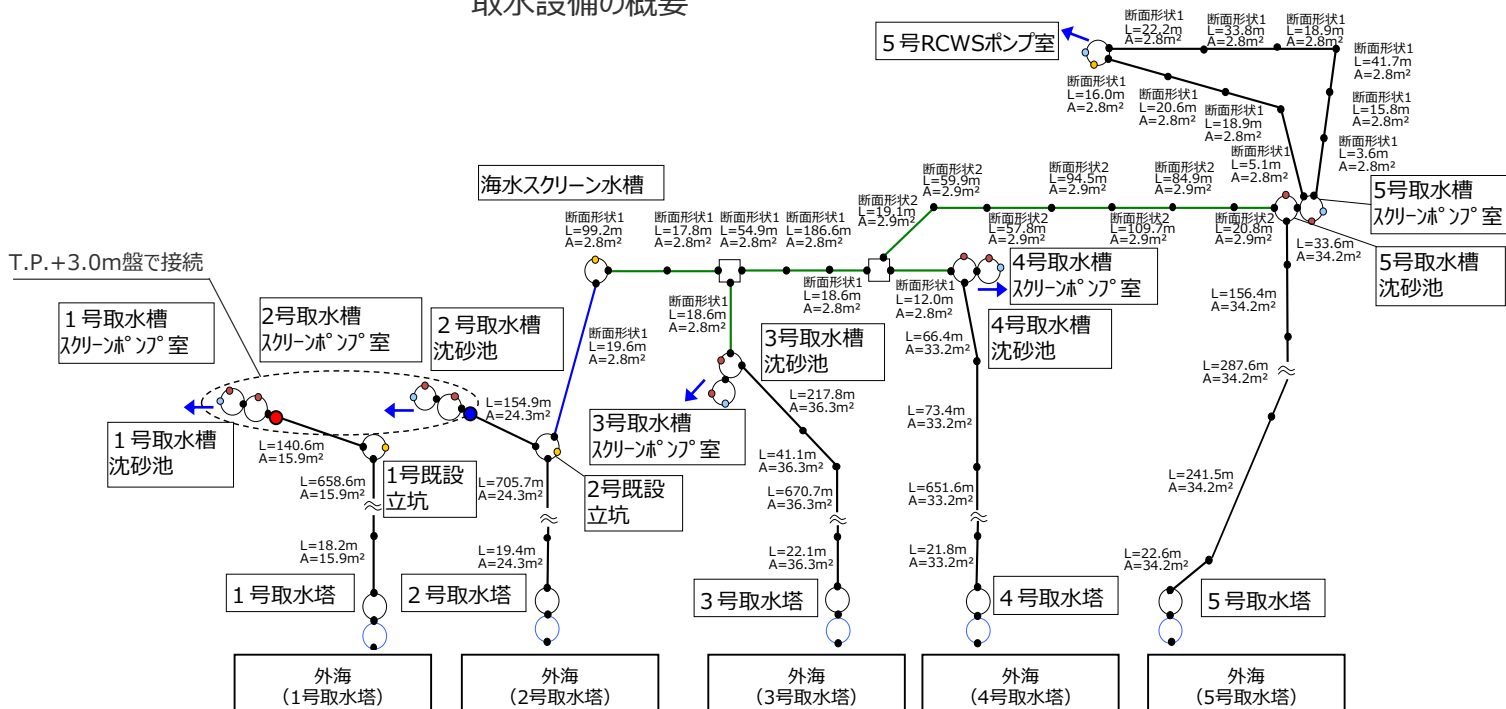 取水設備の概要
5号RCWSポンプ室
断面形状1
L=22.2m
A=2.8m²
断面形状1
L=33.8m
A=2.8m²
断面形状1
L=18.9m
A=2.8m²
断面形状1
L=41.7m
A=2.8m²
断面形状1
L=16.0m
A=2.8m²
断面形状1
L=20.6m
A=2.8m²
断面形状1
L=18.9m
A=2.8m²
断面形状1
L=15.8m
A=2.8m²
断面形状1
L=5.1m
A=2.8m²
断面形状1
L=3.6m
A=2.8m²
海水スクリーン水槽
断面形状2
L=59.9m
A=2.9m²
断面形状2
L=94.5m
A=2.9m²
断面形状2
L=84.9m
A=2.9m²
5号取水槽
スクリーンポンプ室
断面形状2
L=19.1m
A=2.9m²
断面形状1
L=99.2m
A=2.8m²
断面形状1
L=17.8m
A=2.8m²
断面形状1
L=54.9m
A=2.8m²
断面形状1
L=186.6m
A=2.8m²
断面形状2
L=57.8m
A=2.9m²
断面形状2
L=109.7m
A=2.9m²
断面形状2
L=20.8m
A=2.9m²
L=33.6m
A=34.2m²
5号取水槽
沈砂池
T.P.+3.0m盤で接続
4号取水槽
スクリーンポンプ室
断面形状1
L=18.6m
A=2.8m²
断面形状1
L=12.0m
A=2.8m²
断面形状1
L=18.6m
A=2.8m²
L=156.4m
A=34.2m²
1号取水槽
スクリーンポンプ室
2号取水槽
スクリーンポンプ室
2号取水槽
沈砂池
断面形状1
L=19.6m
A=2.8m²
3号取水槽
沈砂池
4号取水槽
沈砂池
L=66.4m
A=33.2m²
L=287.6m
A=34.2m²
L=154.9m
A=24.3m²
L=217.8m
A=36.3m²
L=73.4m
A=33.2m²
1号取水槽
沈砂池
L=140.6m
A=15.9m²
3号取水槽
スクリーンポンプ室
L=41.1m
A=36.3m²
L=658.6m
A=15.9m²
1号既設
立坑
L=705.7m
A=24.3m²
2号既設
立坑
L=670.7m
A=36.3m²
L=651.6m
A=33.2m²
L=241.5m
A=34.2m²
L=18.2m
A=15.9m²
L=19.4m
A=24.3m²
L=22.1m
A=36.3m²
L=21.8m
A=33.2m²
L=22.6m
A=34.2m²
1号取水塔
2号取水塔
3号取水塔
4号取水塔
5号取水塔
外海
(1号取水塔)
外海
(2号取水塔)
外海
(3号取水塔)
外海
(4号取水塔)
外海
(5号取水塔)